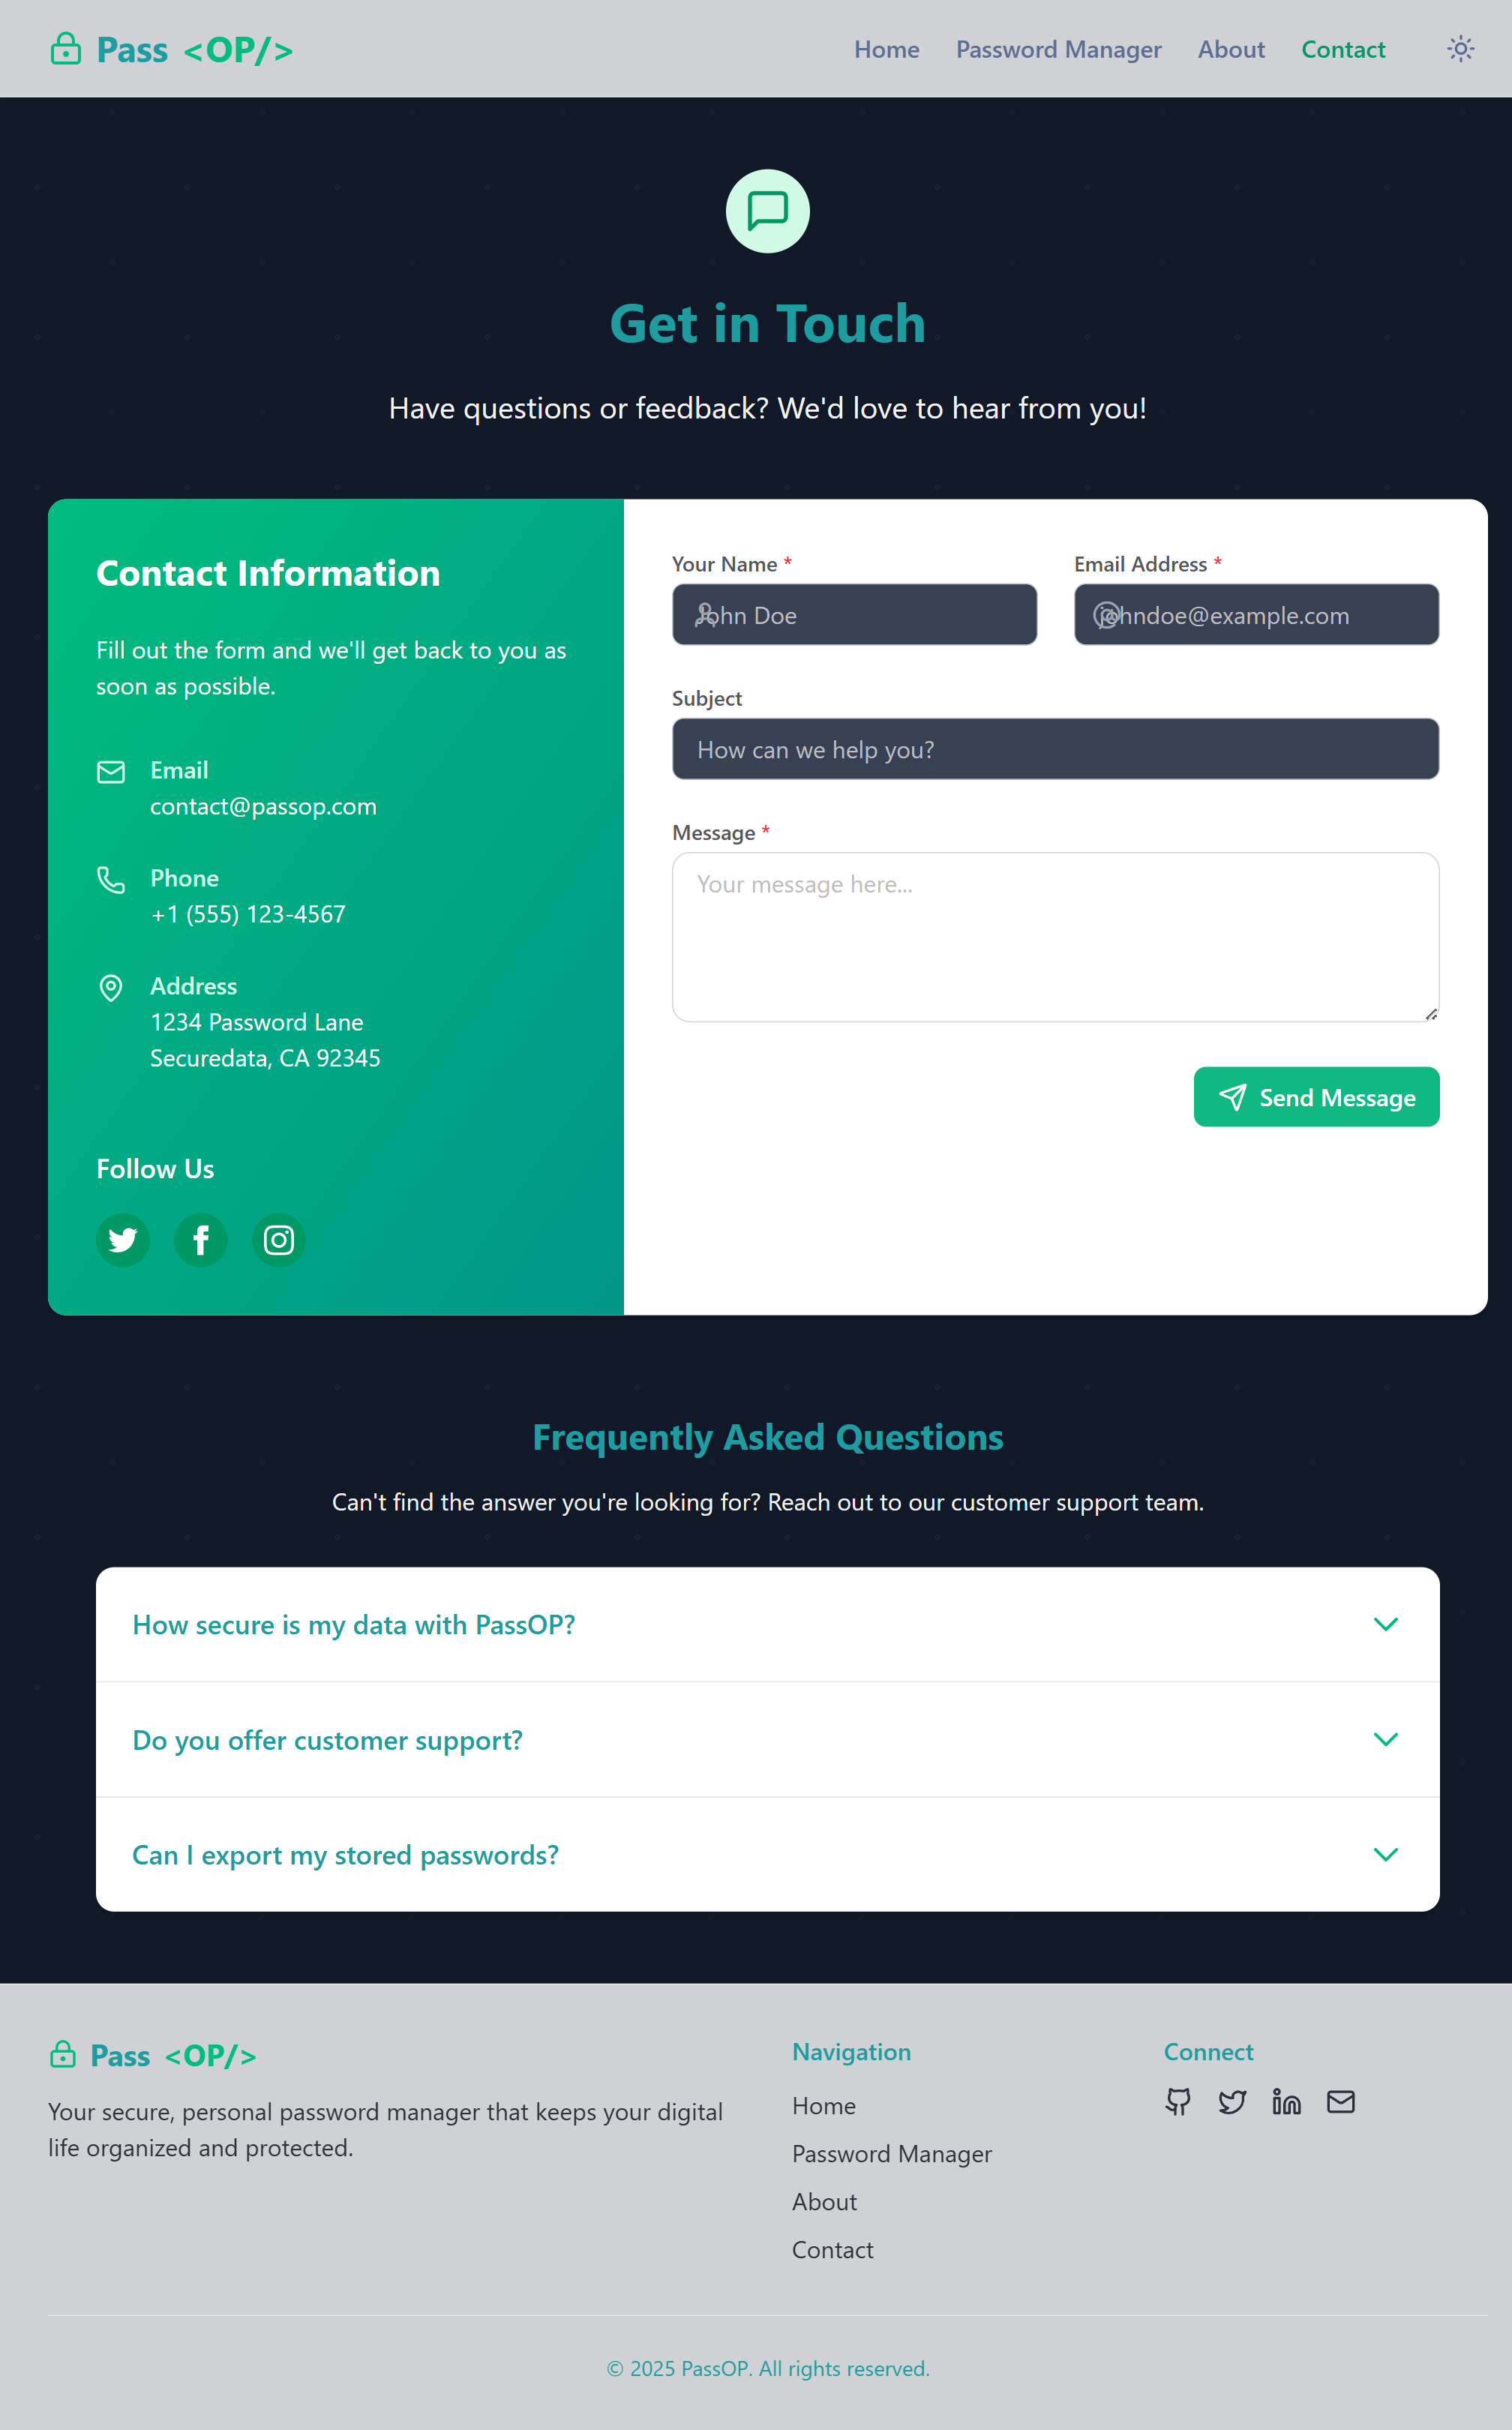 Pass <OP/>
Home Password Manager About Contact
Get in Touch
Have questions or feedback? We'd love to hear from you!
Contact Information
Fill out the form and we'll get back to you as
soon as possible.
Email
contact@passop.com
Phone
+1 (555) 123-4567
Address
1234 Password Lane
Securedata, CA 92345
Follow Us
Your Name *
John Doe
Email Address *
johndoe@example.com
Subject
How can we help you?
Message *
Your message here...
Send Message
Frequently Asked Questions
Can't find the answer you're looking for? Reach out to our customer support team.
How secure is my data with PassOP?
Do you offer customer support?
Can I export my stored passwords?
Pass <OP/>
Your secure, personal password manager that keeps your digital
life organized and protected.
Navigation
Home
Password Manager
About
Contact
Connect
© 2025 PassOP. All rights reserved.